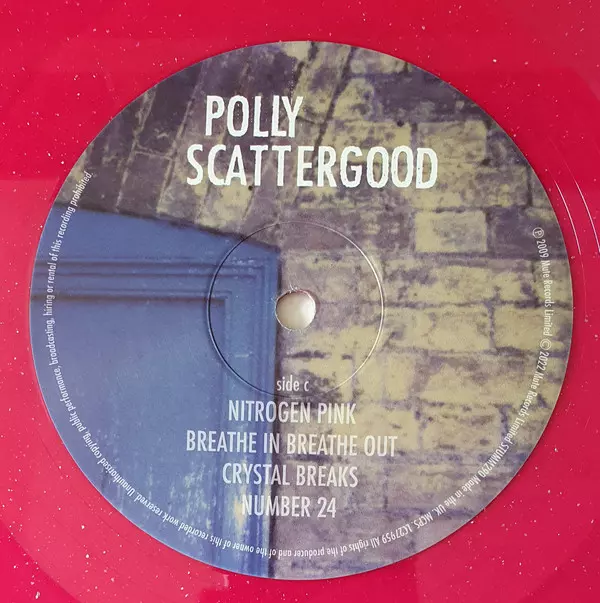 POLLY
SCATTERGOOD
side c
NITROGEN PINK
BREATHE IN BREATHE OUT
CRYSTAL BREAKS
NUMBER 24
℗ 2009 Mute Records Limited © 2022 Mute Records Limited STUMM290 Made in the UK. MCPS LC27959 All rights of the producer and of the owner of the recorded work reserved. Unauthorised copying, public performance, broadcasting, hiring or rental of this recording prohibited.